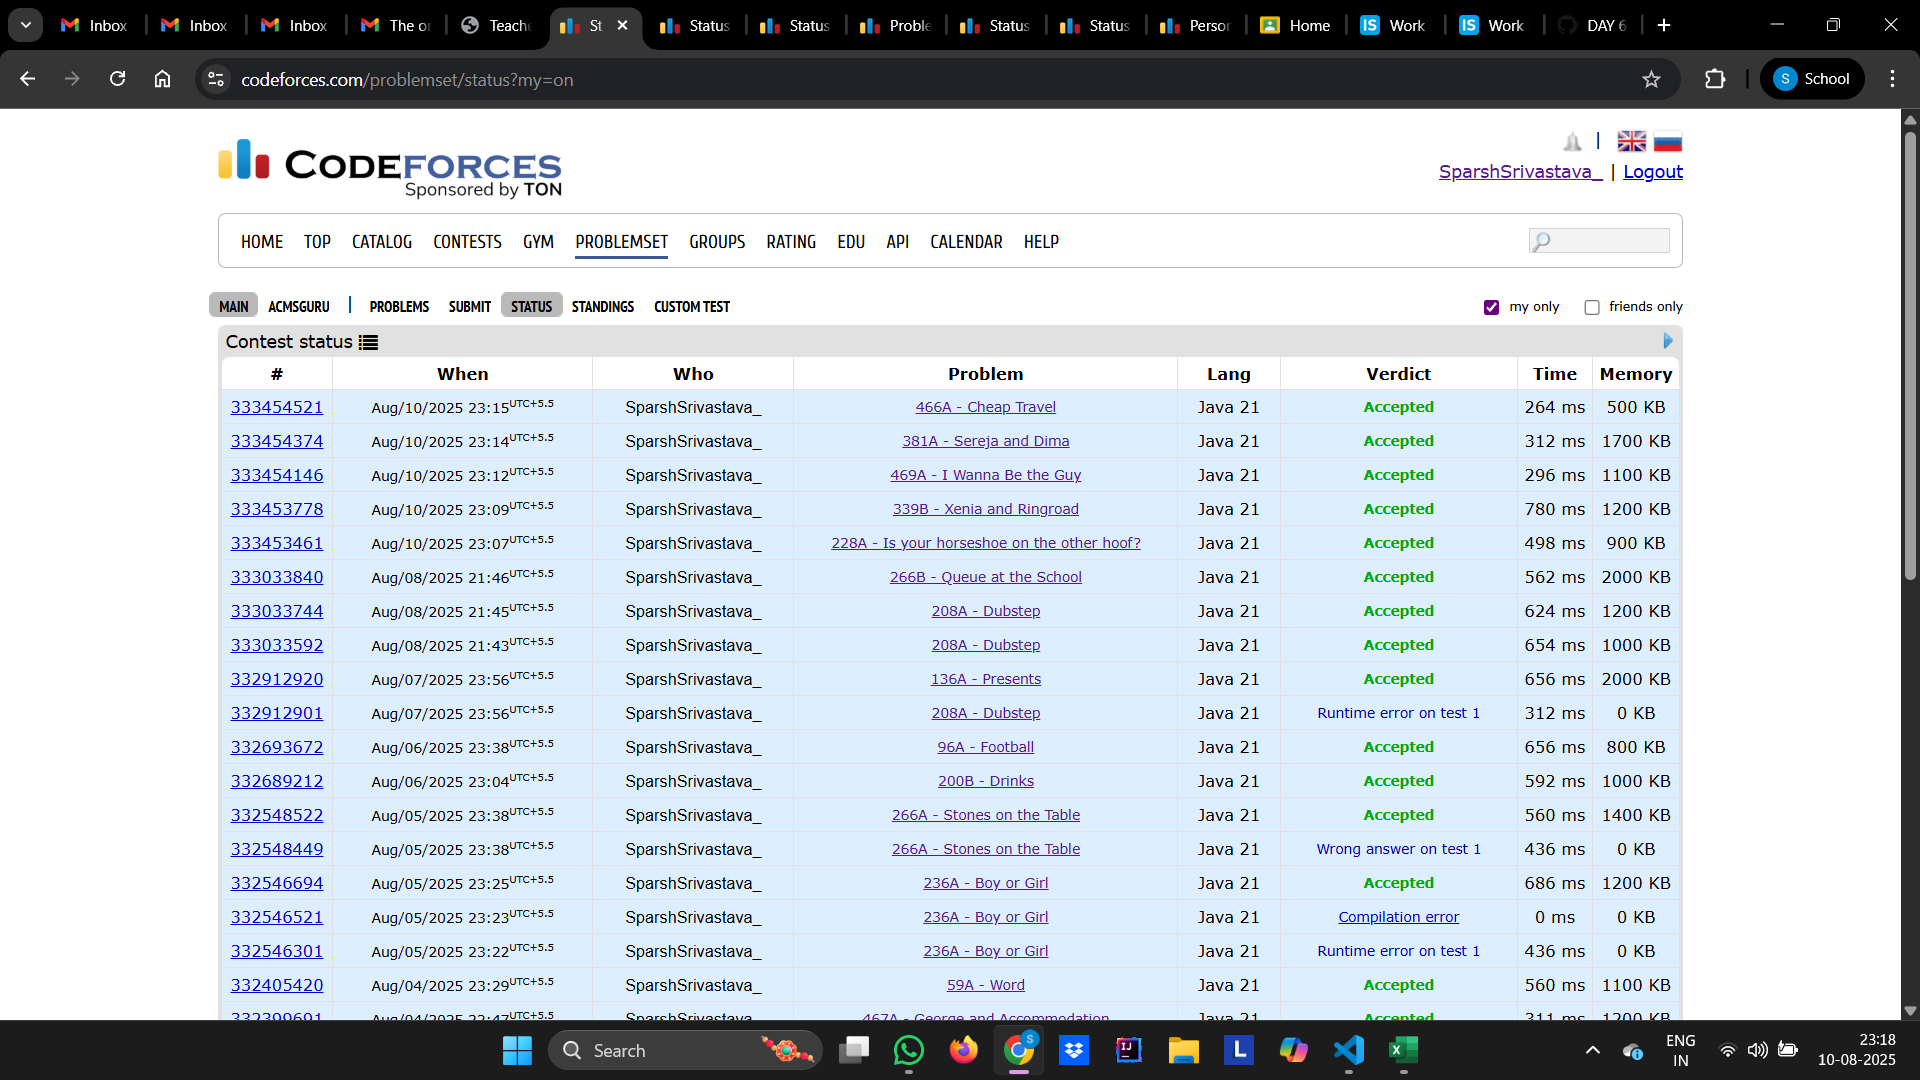 Inbox
Inbox
Inbox
The or
Teache
St
Status
Status
Proble
Status
Status
Person
Home
Work
Work
DAY 6
codeforces.com/problemset/status?my=on
S School
CODEFORCES
Sponsored by TON
SparshSrivastava_ | Logout
HOME TOP CATALOG CONTESTS GYM PROBLEMSET GROUPS RATING EDU API CALENDAR HELP
MAIN ACMSGURU | PROBLEMS SUBMIT STATUS STANDINGS CUSTOM TEST my only friends only
Contest status
# When Who Problem Lang Verdict Time Memory
333454521 Aug/10/2025 23:15 UTC+5.5 SparshSrivastava_ 466A - Cheap Travel Java 21 Accepted 264 ms 500 KB
333454374 Aug/10/2025 23:14 UTC+5.5 SparshSrivastava_ 381A - Sereja and Dima Java 21 Accepted 312 ms 1700 KB
333454146 Aug/10/2025 23:12 UTC+5.5 SparshSrivastava_ 469A - I Wanna Be the Guy Java 21 Accepted 296 ms 1100 KB
333453778 Aug/10/2025 23:09 UTC+5.5 SparshSrivastava_ 339B - Xenia and Ringroad Java 21 Accepted 780 ms 1200 KB
333453461 Aug/10/2025 23:07 UTC+5.5 SparshSrivastava_ 228A - Is your horseshoe on the other hoof? Java 21 Accepted 498 ms 900 KB
333033840 Aug/08/2025 21:46 UTC+5.5 SparshSrivastava_ 266B - Queue at the School Java 21 Accepted 562 ms 2000 KB
333033744 Aug/08/2025 21:45 UTC+5.5 SparshSrivastava_ 208A - Dubstep Java 21 Accepted 624 ms 1200 KB
333033592 Aug/08/2025 21:43 UTC+5.5 SparshSrivastava_ 208A - Dubstep Java 21 Accepted 654 ms 1000 KB
332912920 Aug/07/2025 23:56 UTC+5.5 SparshSrivastava_ 136A - Presents Java 21 Accepted 656 ms 2000 KB
332912901 Aug/07/2025 23:56 UTC+5.5 SparshSrivastava_ 208A - Dubstep Java 21 Runtime error on test 1 312 ms 0 KB
332693672 Aug/06/2025 23:38 UTC+5.5 SparshSrivastava_ 96A - Football Java 21 Accepted 656 ms 800 KB
332689212 Aug/06/2025 23:04 UTC+5.5 SparshSrivastava_ 200B - Drinks Java 21 Accepted 592 ms 1000 KB
332548522 Aug/05/2025 23:38 UTC+5.5 SparshSrivastava_ 266A - Stones on the Table Java 21 Accepted 560 ms 1400 KB
332548449 Aug/05/2025 23:38 UTC+5.5 SparshSrivastava_ 266A - Stones on the Table Java 21 Wrong answer on test 1 436 ms 0 KB
332546694 Aug/05/2025 23:25 UTC+5.5 SparshSrivastava_ 236A - Boy or Girl Java 21 Accepted 686 ms 1200 KB
332546521 Aug/05/2025 23:23 UTC+5.5 SparshSrivastava_ 236A - Boy or Girl Java 21 Compilation error 0 ms 0 KB
332546301 Aug/05/2025 23:22 UTC+5.5 SparshSrivastava_ 236A - Boy or Girl Java 21 Runtime error on test 1 436 ms 0 KB
332405420 Aug/04/2025 23:29 UTC+5.5 SparshSrivastava_ 59A - Word Java 21 Accepted 560 ms 1100 KB
332399691 Aug/04/2025 22:47 UTC+5.5 SparshSrivastava_ 467A - George and Accommodation Java 21 Accepted 311 ms 1200 KB
Search
ENG
IN
23:18
10-08-2025